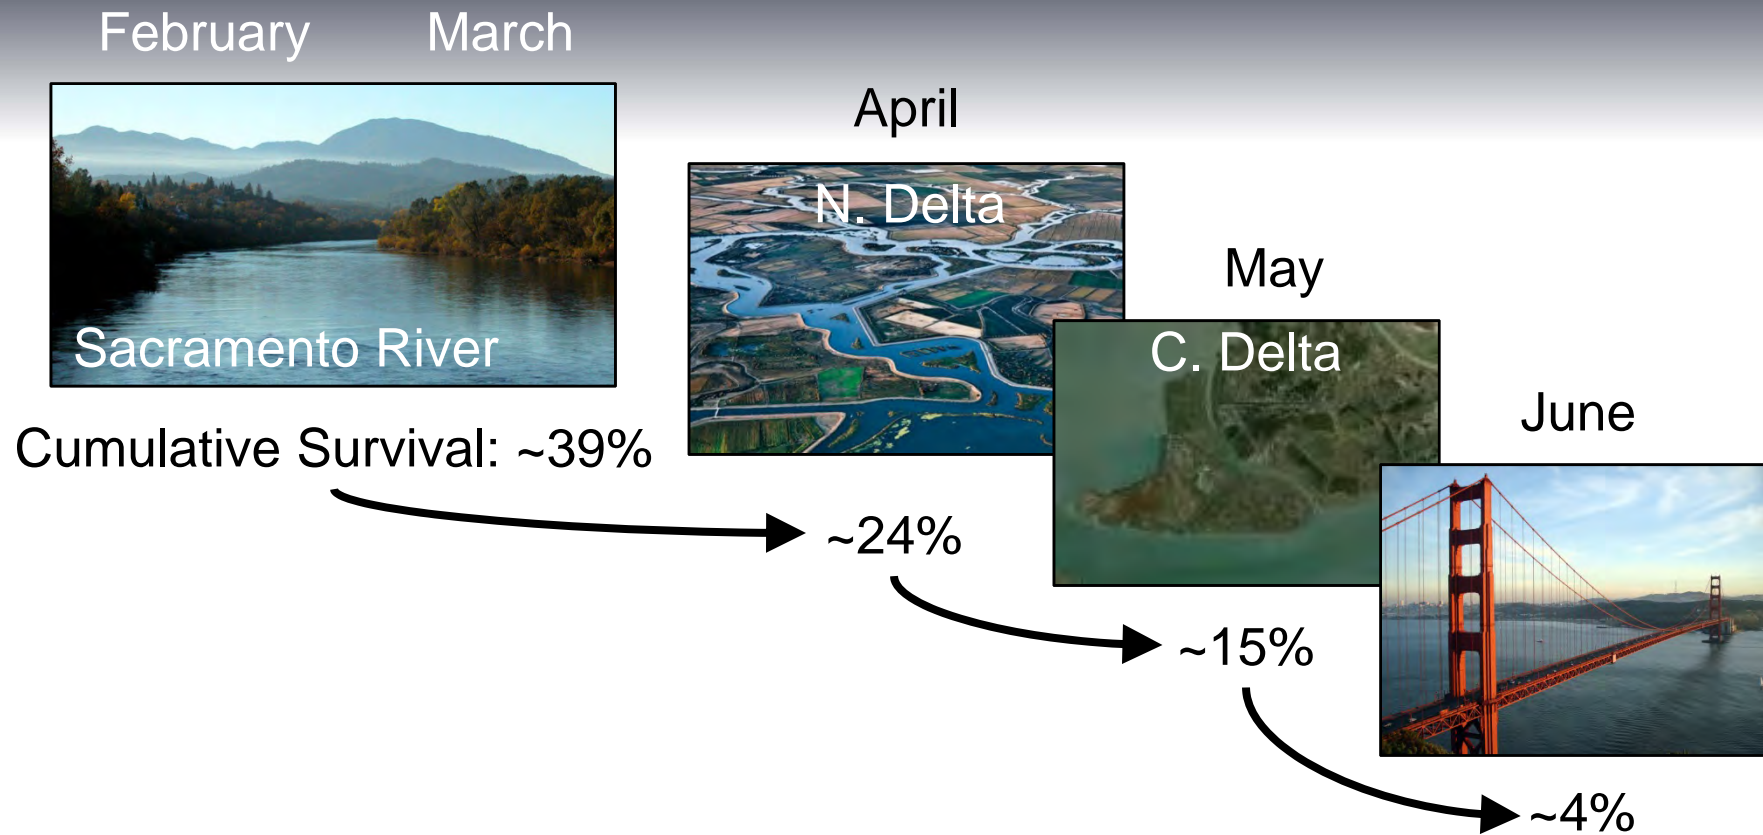 February March
April
N. Delta
May
Sacramento River
C. Delta
June
Cumulative Survival: ~39%
~24%
~15%
~4%